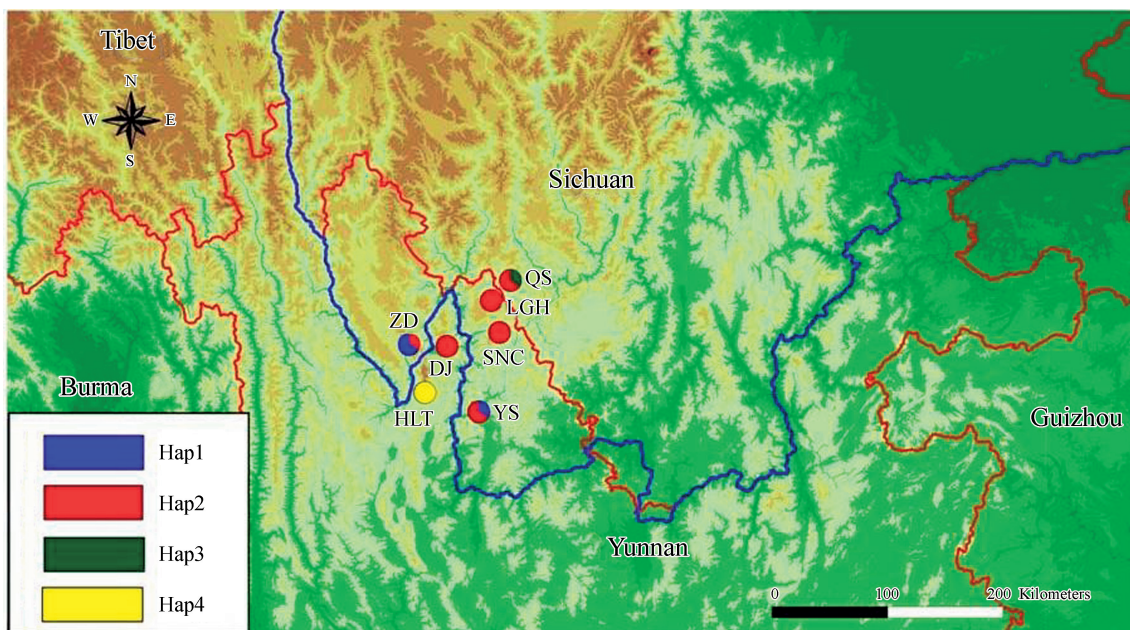 Tibet
N
W E
S
Sichuan
QS
LGH
ZD
SNC
DJ
Burma
HLT
YS
Guizhou
Hap1
Hap2
Hap3
Hap4
Yunnan
0 100 200 Kilometers